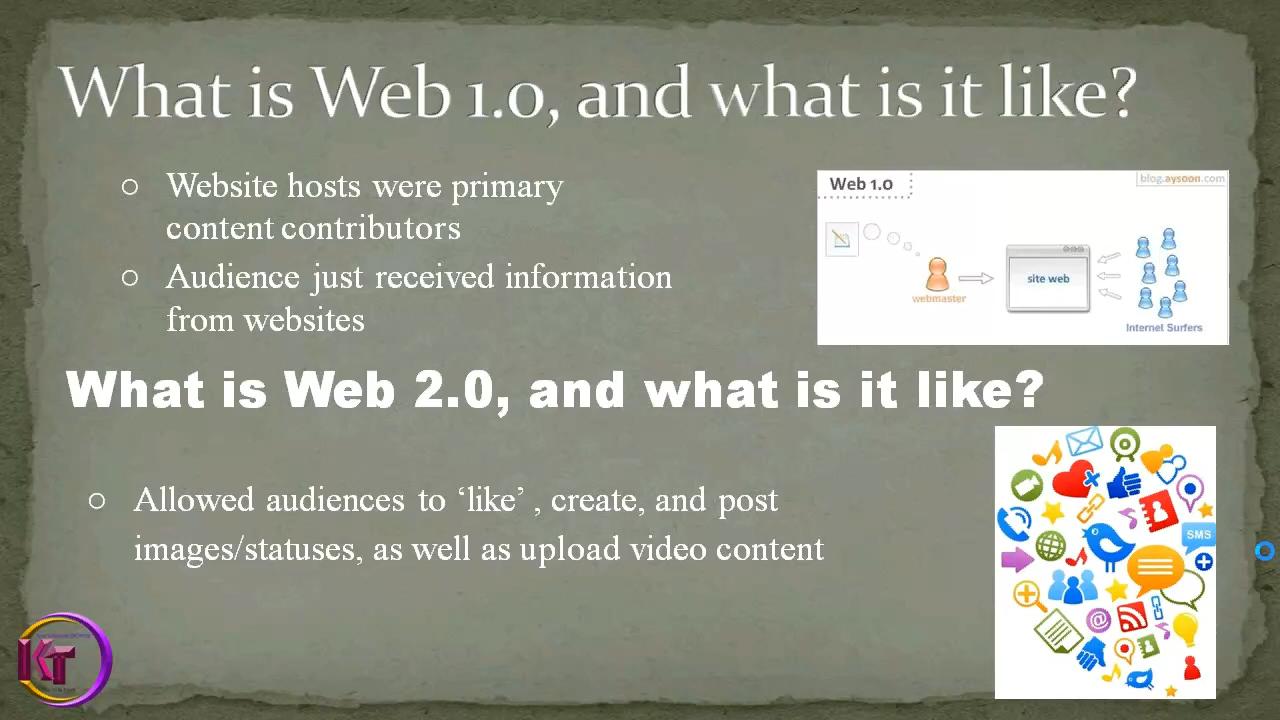 What is Web 1.0, and what is it like?
○ Website hosts were primary
content contributors
○ Audience just received information
from websites
Web 1.0
blog.aysoon.com
webmaster
site web
Internet Surfers
What is Web 2.0, and what is it like?
○ Allowed audiences to ‘like’ , create, and post
images/statuses, as well as upload video content
SMS
@
KT